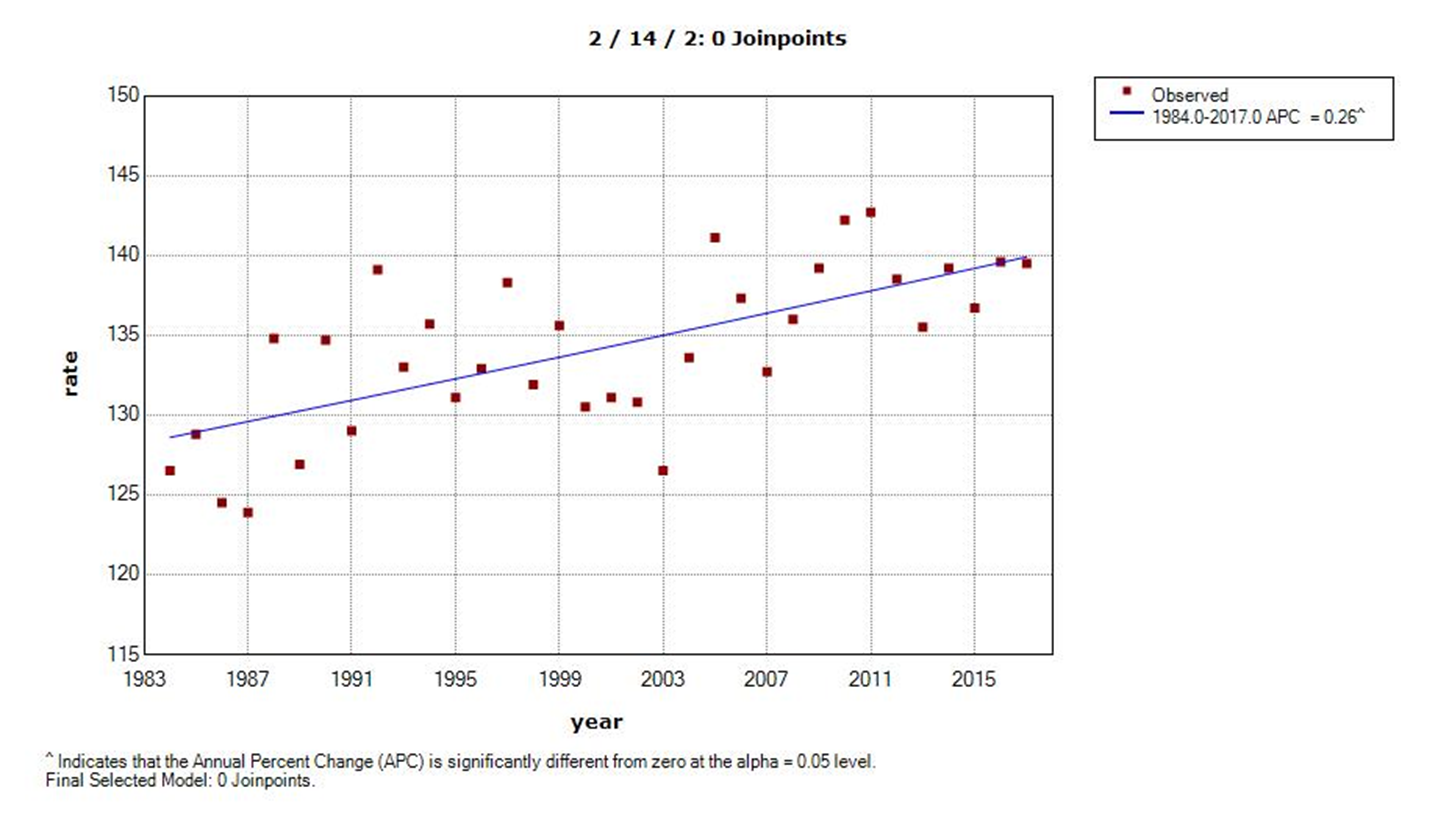 2 / 14 / 2: 0 Joinpoints
150
145
140
135
130
125
120
115
rate
1983 1987 1991 1995 1999 2003 2007 2011 2015
year
Observed
1984.0-2017.0 APC = 0.26^
^ Indicates that the Annual Percent Change (APC) is significantly different from zero at the alpha = 0.05 level.
Final Selected Model: 0 Joinpoints.